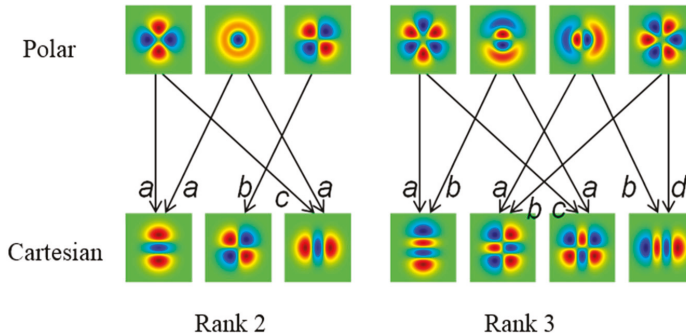 Polar
a a b c a a b a b c a b d
Cartesian
Rank 2 Rank 3